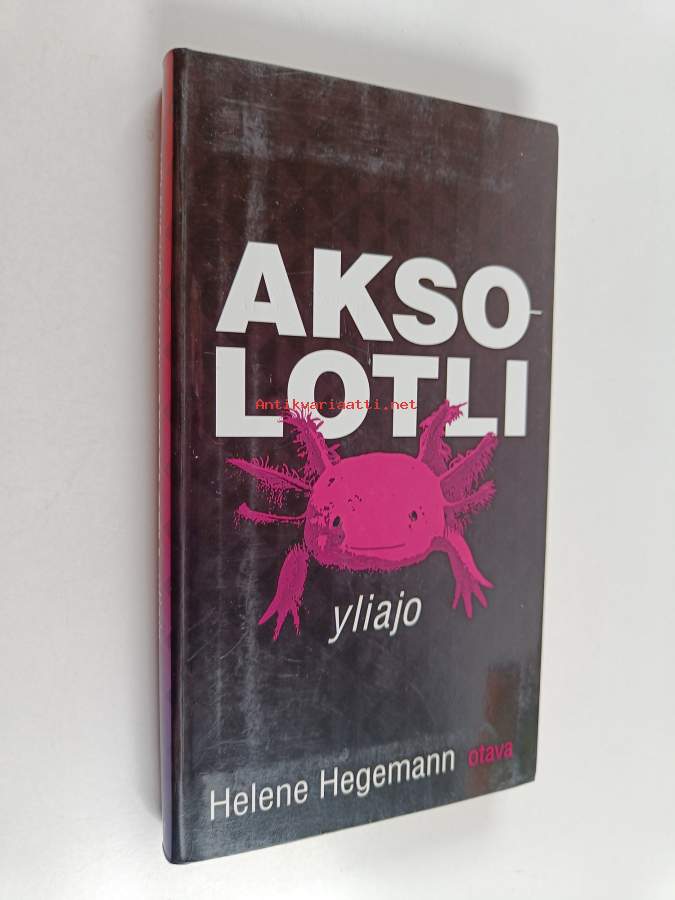 AKSO-
LOTLI
Antikvariaatti.net
yliajo
Helene Hegemann otava